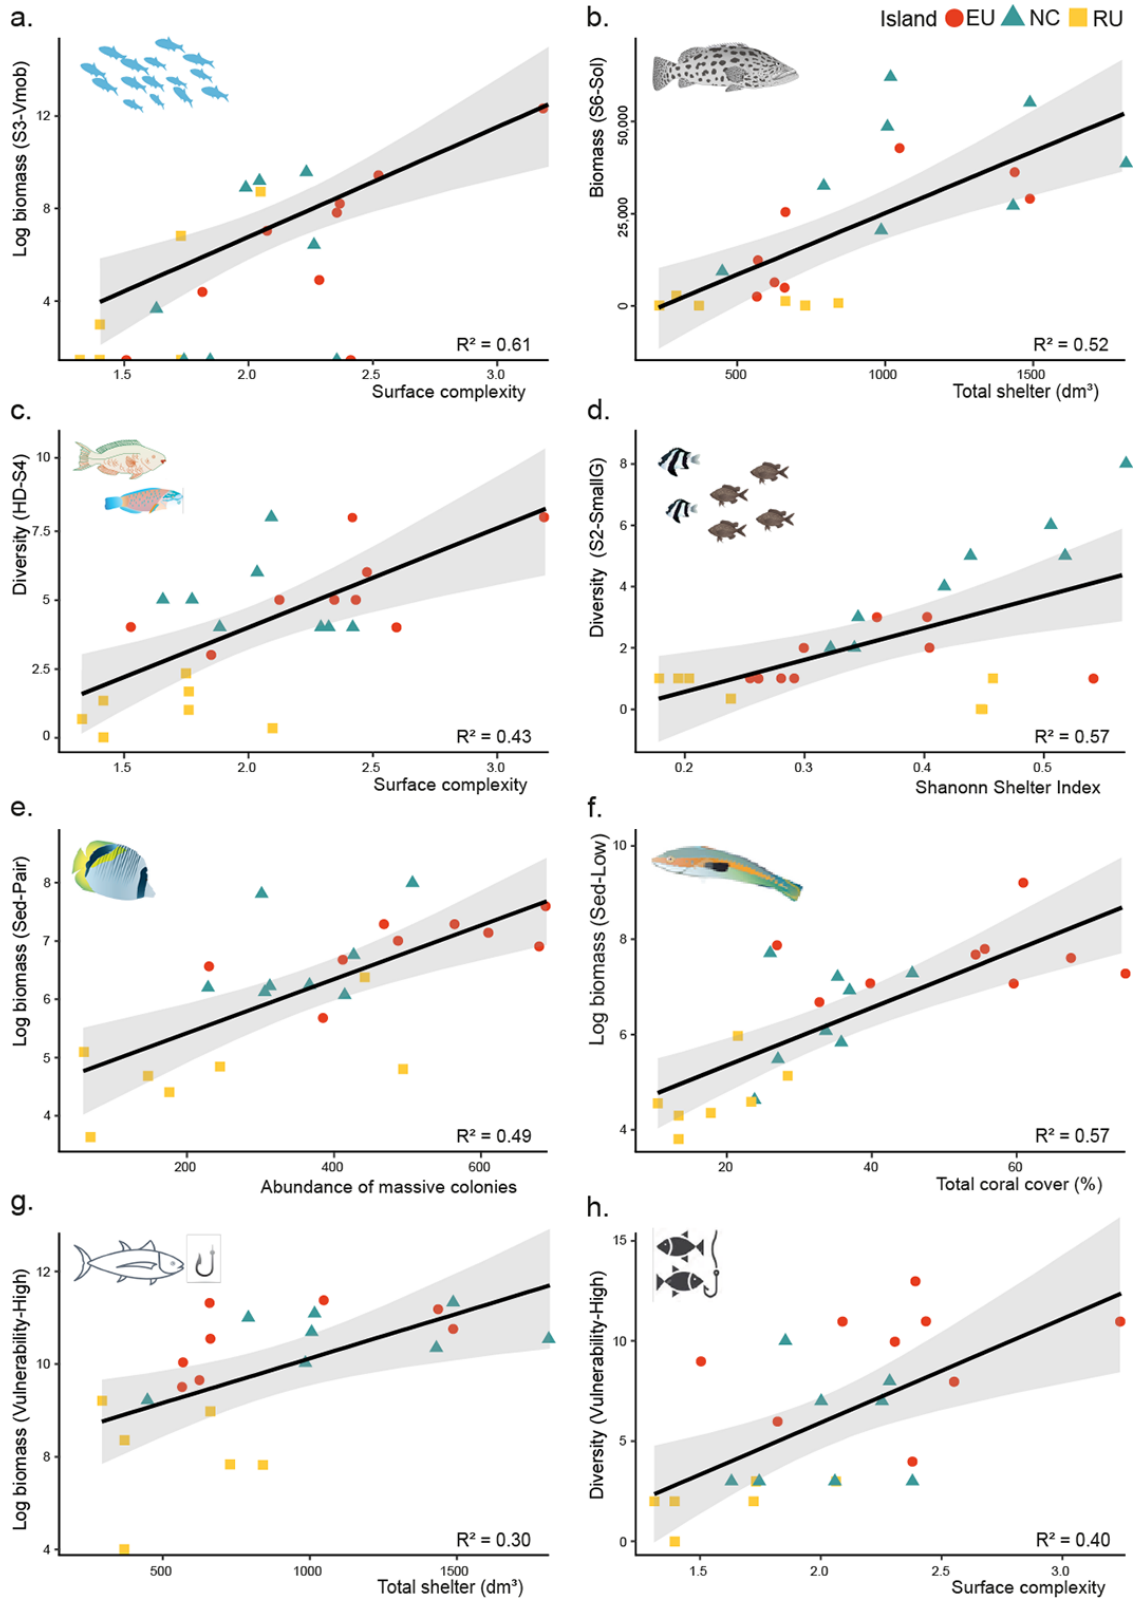 a.
b.
Island EU NC RU
Log biomass (S3-Vmob)
12
8
4
R² = 0.61
1.5 2.0 2.5 3.0
Surface complexity
Biomass (S6-Sol)
50,000
25,000
0
R² = 0.52
500 1000 1500
Total shelter (dm³)
c.
d.
Diversity (HD-S4)
10
7.5
5
2.5
0
R² = 0.43
1.5 2.0 2.5 3.0
Surface complexity
Diversity (S2-SmallG)
8
6
4
2
0
R² = 0.57
0.2 0.3 0.4 0.5
Shanonn Shelter Index
e.
f.
Log biomass (Sed-Pair)
8
7
6
5
4
R² = 0.49
200 400 600
Abundance of massive colonies
Log biomass (Sed-Low)
10
8
6
4
R² = 0.57
20 40 60
Total coral cover (%)
g.
h.
Log biomass (Vulnerability-High)
12
10
8
4
R² = 0.30
500 1000 1500
Total shelter (dm³)
Diversity (Vulnerability-High)
15
10
5
0
R² = 0.40
1.5 2.0 2.5 3.0
Surface complexity